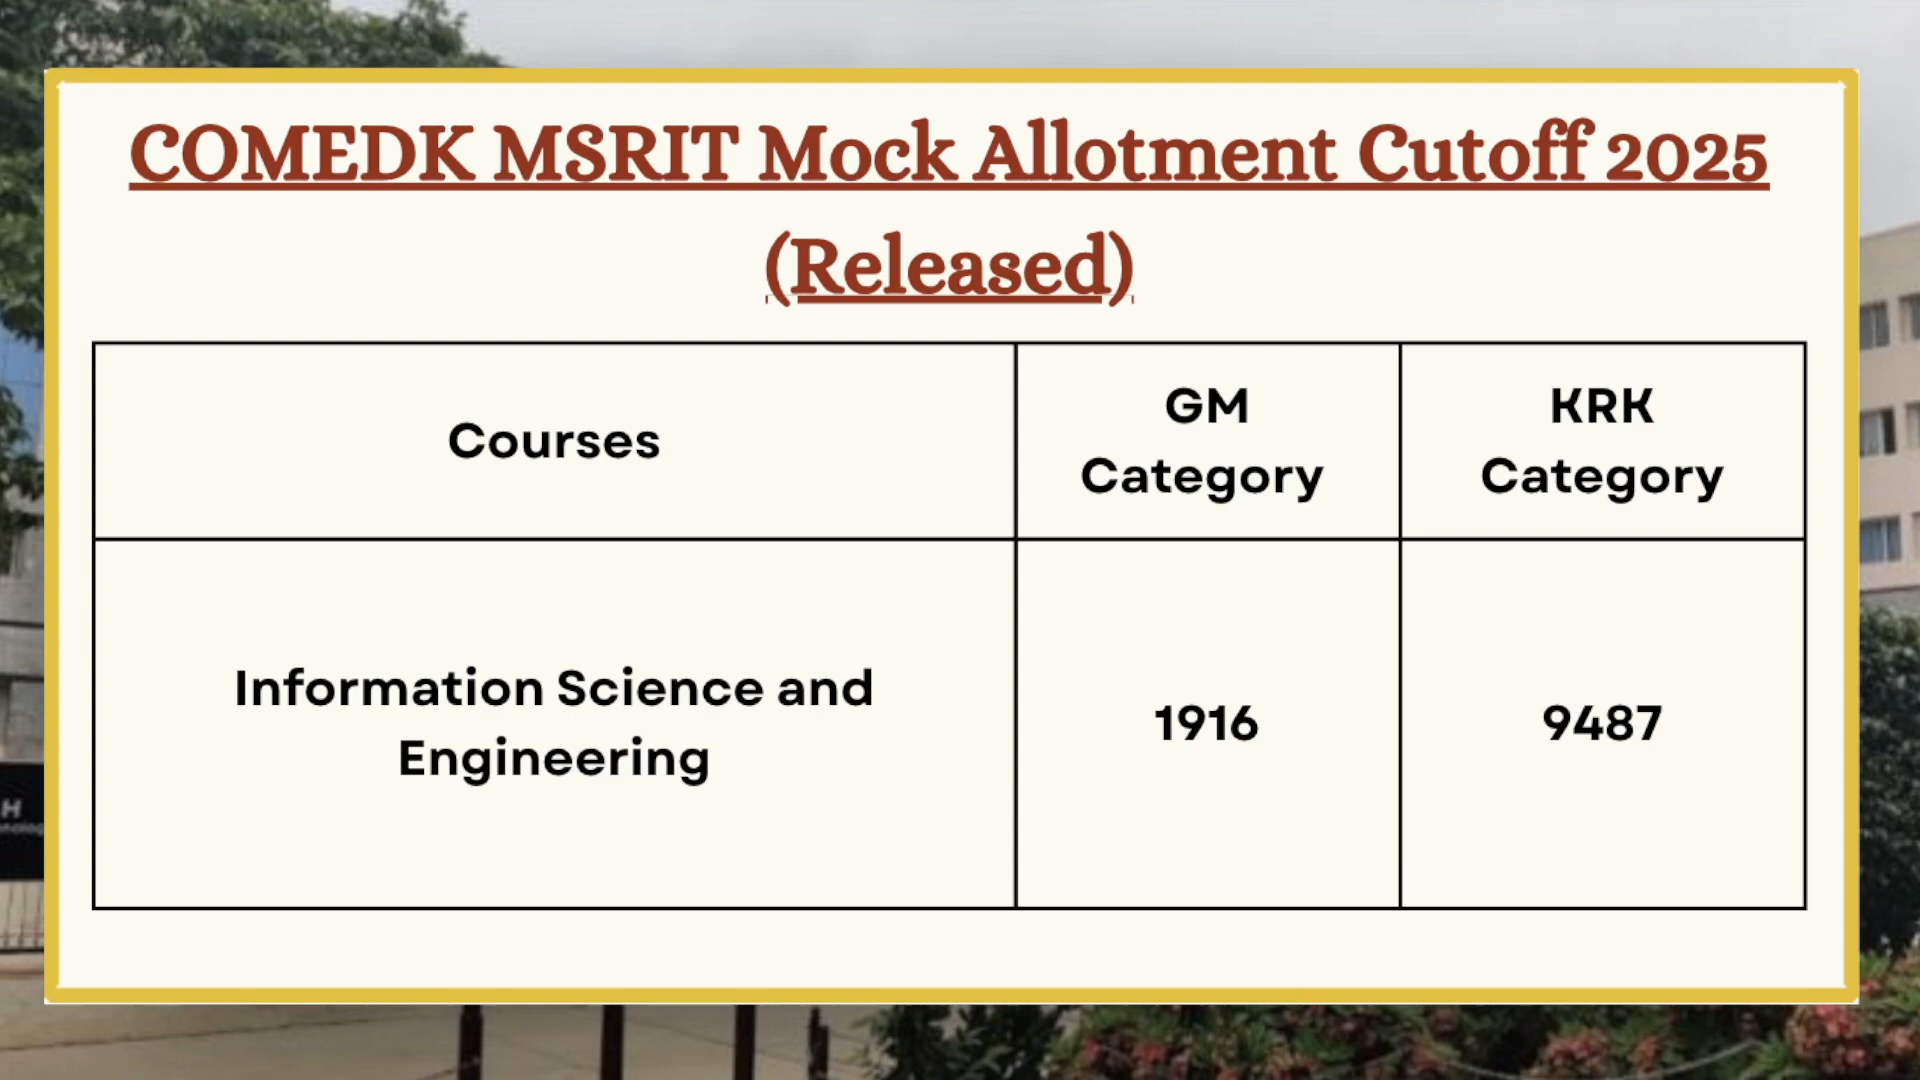 COMEDK MSRIT Mock Allotment Cutoff 2025
(Released)
Courses
GM
Category
KRK
Category
Information Science and
Engineering
1916
9487
H